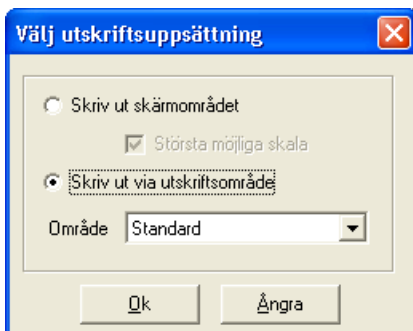 Välj utskriftsuppsättning
Skriv ut skärmområdet
Största möjliga skala
Skriv ut via utskriftsområde
Område Standard
Ok Ångra